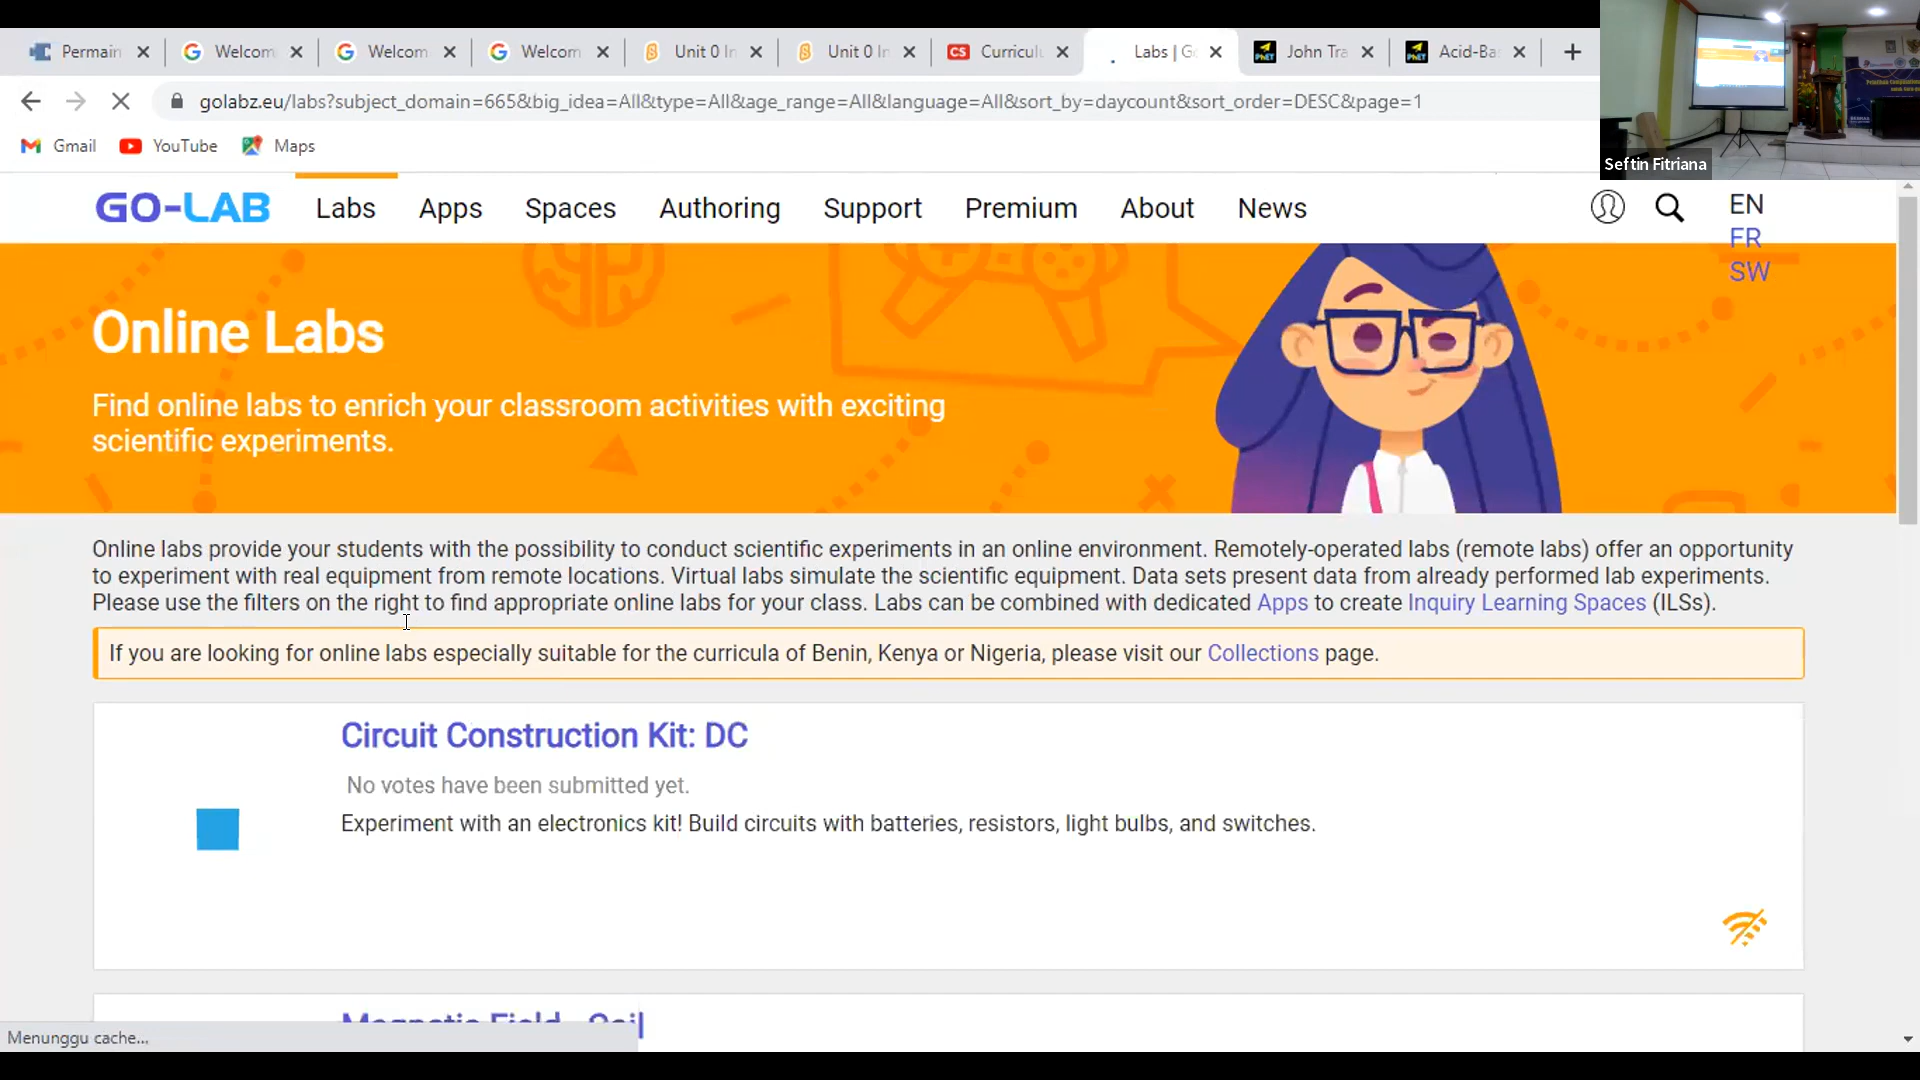 Permain
Welcom
Welcom
Welcom
Unit 0 In
Unit 0 In
CS Curricul
Labs | Go
PhET John Tra
PhET Acid-Ba
golabz.eu/labs?subject_domain=665&big_idea=All&type=All&age_range=All&language=All&sort_by=daycount&sort_order=DESC&page=1
Gmail YouTube Maps
Seftin Fitriana
GO-LAB Labs Apps Spaces Authoring Support Premium About News
EN
FR
SW
Online Labs
Find online labs to enrich your classroom activities with exciting
scientific experiments.
Online labs provide your students with the possibility to conduct scientific experiments in an online environment. Remotely-operated labs (remote labs) offer an opportunity
to experiment with real equipment from remote locations. Virtual labs simulate the scientific equipment. Data sets present data from already performed lab experiments.
Please use the filters on the right to find appropriate online labs for your class. Labs can be combined with dedicated Apps to create Inquiry Learning Spaces (ILSs).
If you are looking for online labs especially suitable for the curricula of Benin, Kenya or Nigeria, please visit our Collections page.
Circuit Construction Kit: DC
No votes have been submitted yet.
Experiment with an electronics kit! Build circuits with batteries, resistors, light bulbs, and switches.
Magnetic Field - Coil
Menunggu cache...